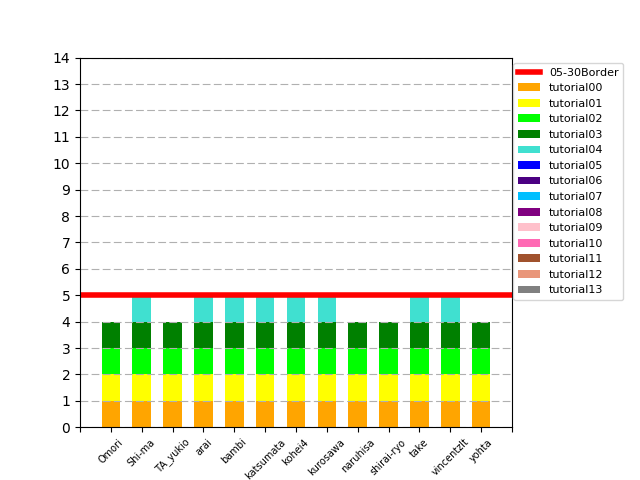 14
13
12
11
10
9
8
7
6
5
4
3
2
1
0
Omori
Shi-ma
TA_yukio
arai
bambi
katsumata
kohei4
kurosawa
naruhisa
shirai-ryo
take
vincentzlt
yohta
05-30Border
tutorial00
tutorial01
tutorial02
tutorial03
tutorial04
tutorial05
tutorial06
tutorial07
tutorial08
tutorial09
tutorial10
tutorial11
tutorial12
tutorial13